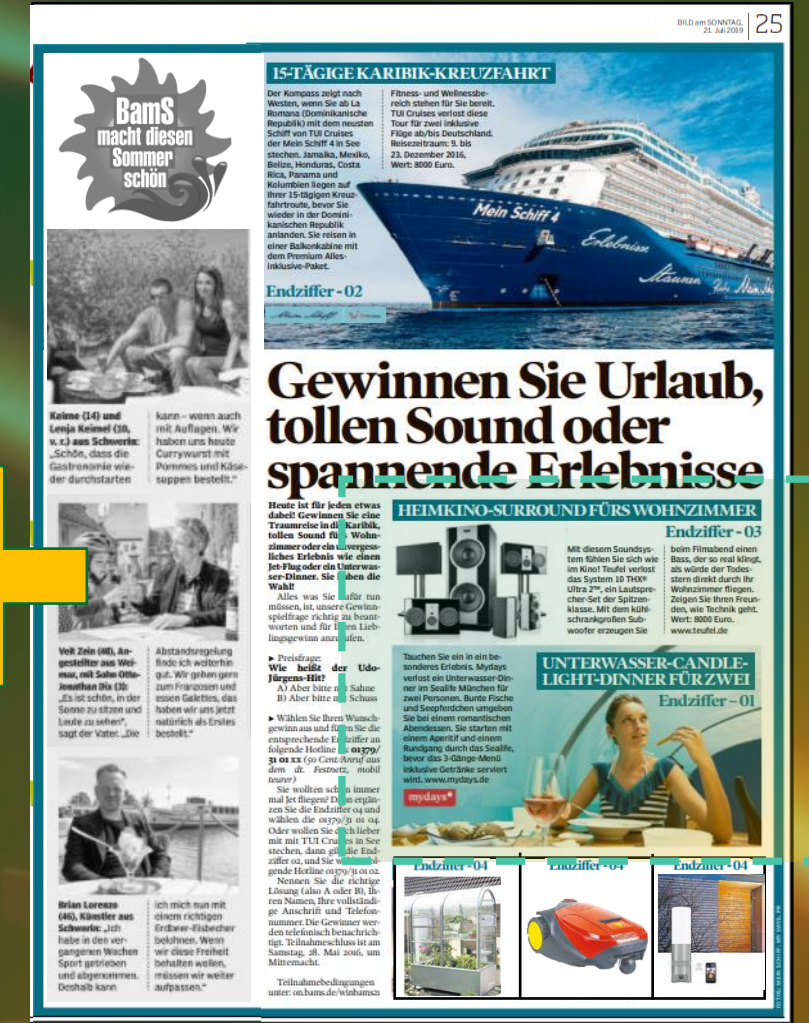 BILD am SONNTAG,
21. Juli 2019
25
BamS
macht diesen
Sommer
schön
Keime (14) und
Lenja Keimel (10,
v. r.) aus Schwerin:
„Schön, dass die
Gastronomie wie-
der durchstarten
kann – wenn auch
mit Auflagen. Wir
haben uns heute
Currywurst mit
Pommes und Käse-
suppen bestellt.“
Veit Zein (40), An-
gestellter aus Wei-
mar, mit Sohn Otto-
Jonathan Dix (3):
„Es ist schön, in der
Sonne zu sitzen und
Leute zu sehen“,
sagt der Vater. „Die
Abstandsregelung
finde ich weiterhin
gut. Wir gehen gern
zum Franzosen und
essen Galettes, das
haben wir uns jetzt
natürlich als Erstes
bestellt.“
Brian Lorenzo
(46), Künstler aus
Schwerin: „Ich
habe in den ver-
gangenen Wochen
Sport getrieben
und abgenommen.
Deshalb kann
ich mich nun mit
einem richtigen
Erdbeer-Eisbecher
belohnen. Wenn
wir diese Freiheit
behalten wollen,
müssen wir weiter
aufpassen.“
15-TÄGIGE KARIBIK-KREUZFAHRT
Der Kompass zeigt nach
Westen, wenn Sie ab La
Romana (Dominikanische
Republik) mit dem neusten
Schiff von TUI Cruises
der Mein Schiff 4 in See
stechen. Jamaika, Mexiko,
Belize, Honduras, Costa
Rica, Panama und
Kolumbien liegen auf
Ihrer 15-tägigen Kreuz-
fahrtroute, bevor Sie
wieder in der Domini-
kanischen Republik
anlanden. Sie reisen in
einer Balkonkabine mit
dem Premium Alles-
inklusive-Paket.
Fitness- und Wellnessbe-
reich stehen für Sie bereit.
TUI Cruises verlost diese
Tour für zwei inklusive
Flüge ab/bis Deutschland.
Reisezeitraum: 9. bis
23. Dezember 2016,
Wert: 8000 Euro.
Endziffer - 02
Mein Schiff
Mein Schiff 4
Erlebnisse
Staunen
Ruhe Mein Schiff
Gewinnen Sie Urlaub,
tollen Sound oder
spannende Erlebnisse
Heute ist für jeden etwas
dabei! Gewinnen Sie eine
Traumreise in die Karibik,
tollen Sound fürs Wohn-
zimmer oder ein unvergess-
liches Erlebnis wie einen
Jet-Flug oder ein Unterwas-
ser-Dinner. Sie haben die
Wahl!
Alles was Sie dafür tun
müssen, ist, unsere Gewinn-
spielfrage richtig zu beant-
worten und für Ihren Lieb-
lingsgewinn anzurufen.
► Preisfrage:
Wie heißt der Udo-
Jürgens-Hit?
A) Aber bitte mit Sahne
B) Aber bitte mit Schuss
► Wählen Sie Ihren Wunsch-
gewinn aus und fügen Sie die
entsprechende Endziffer an
folgende Hotline an: 01379/
31 01 xx (50 Cent/Anruf aus
dem dt. Festnetz, mobil
teurer)
Sie wollten schon immer
mal Jet fliegen? Dann ergän-
zen Sie die Endziffer 04 und
wählen die 01379/31 01 04.
Oder wollen Sie doch lieber
mit mit TUI Cruises in See
stechen, dann gilt die End-
ziffer 02, und Sie wählen fol-
gende Hotline 01379/31 01 02.
Nennen Sie die richtige
Lösung (also A oder B), Ih-
ren Namen, Ihre vollständi-
ge Anschrift und Telefon-
nummer. Die Gewinner wer-
den telefonisch benachrich-
tigt. Teilnahmeschluss ist am
Samstag, 28. Mai 2016, um
Mitternacht.
Teilnahmebedingungen
unter: on.bams.de/winbams21
HEIMKINO-SURROUND FÜRS WOHNZIMMER
Endziffer - 03
Mit diesem Soundsys-
tem fühlen Sie sich wie
im Kino! Teufel verlost
das System 10 THX®
Ultra 2™, ein Lautspre-
cher-Set der Spitzen-
klasse. Mit dem kühl-
schrankgroßen Sub-
woofer erzeugen Sie
beim Filmabend einen
Bass, der so real klingt,
als würde der Todes-
stern direkt durch Ihr
Wohnzimmer fliegen.
Zeigen Sie Ihren Freun-
den, wie Technik geht.
Wert: 8000 Euro.
www.teufel.de
Tauchen Sie ein in ein be-
sonderes Erlebnis. Mydays
verlost ein Unterwasser-Din-
ner im Sealife München für
zwei Personen. Bunte Fische
und Seepferdchen umgeben
Sie bei einem romantischen
Abendessen. Sie starten mit
einem Aperitif und einem
Rundgang durch das Sealife,
bevor das 3-Gänge-Menü
inklusive Getränke serviert
wird. www.mydays.de
mydays
UNTERWASSER-CANDLE-
LIGHT-DINNER FÜR ZWEI
Endziffer - 01
Endziffer - 04
Endziffer - 04
Endziffer - 04
FOTOS: MEIN SCHIFF, MY DAYS, PR